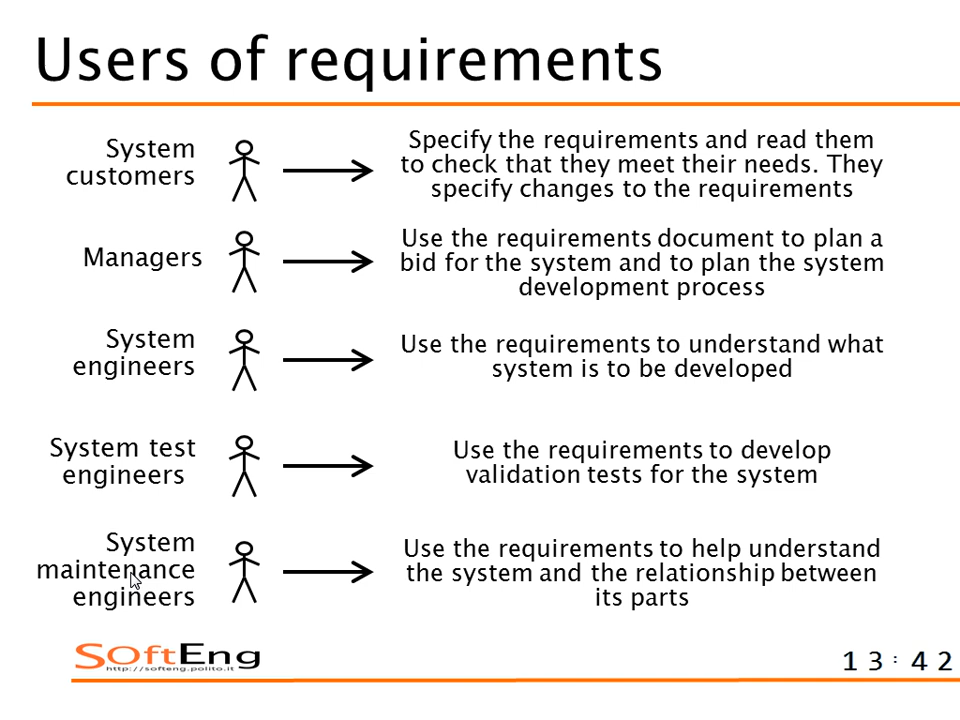 Users of requirements
System
customers
Specify the requirements and read them
to check that they meet their needs. They
specify changes to the requirements
Managers
Use the requirements document to plan a
bid for the system and to plan the system
development process
System
engineers
Use the requirements to understand what
system is to be developed
System test
engineers
Use the requirements to develop
validation tests for the system
System
maintenance
engineers
Use the requirements to help understand
the system and the relationship between
its parts
SOftEng
http://softeng.polito.it
13:42